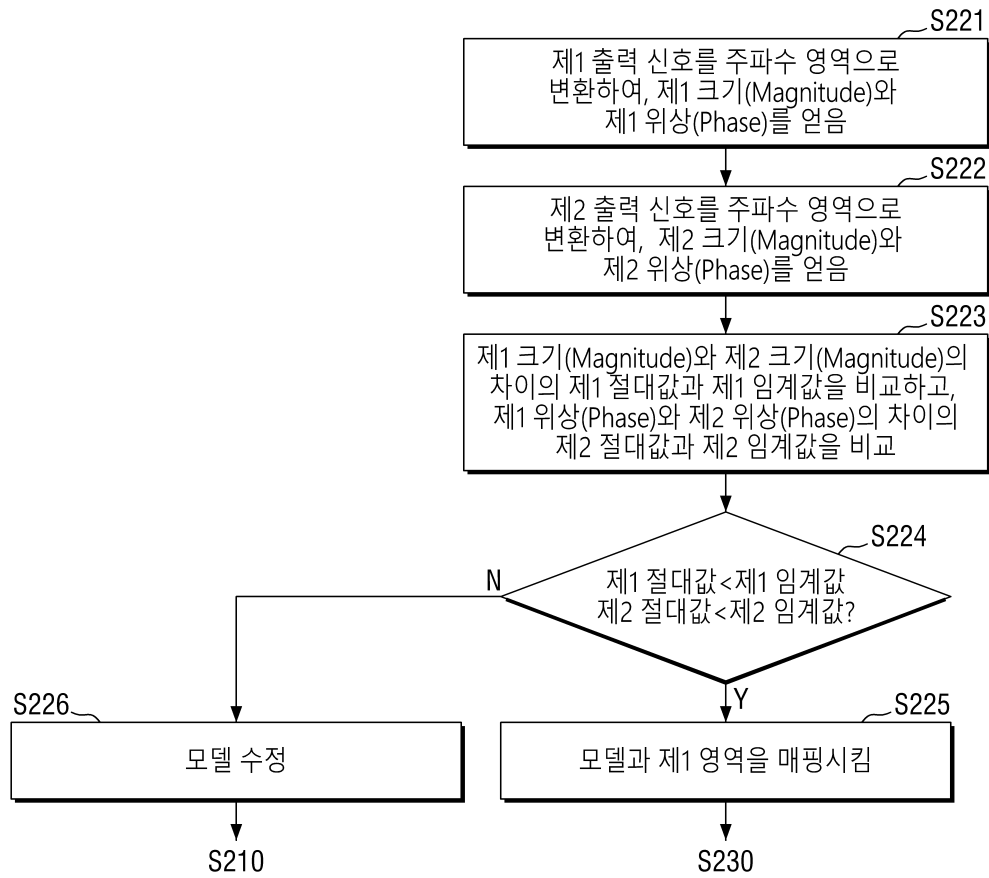 S221
제1 출력 신호를 주파수 영역으로
변환하여, 제1 크기(Magnitude)와
제1 위상(Phase)를 얻음
S222
제2 출력 신호를 주파수 영역으로
변환하여, 제2 크기(Magnitude)와
제2 위상(Phase)를 얻음
S223
제1 크기(Magnitude)와 제2 크기(Magnitude)의
차이의 제1 절대값과 제1 임계값을 비교하고,
제1 위상(Phase)와 제2 위상(Phase)의 차이의
제2 절대값과 제2 임계값을 비교
S224
제1 절대값<제1 임계값
제2 절대값<제2 임계값?
N
Y
S226
모델 수정
S225
모델과 제1 영역을 매핑시킴
S210
S230